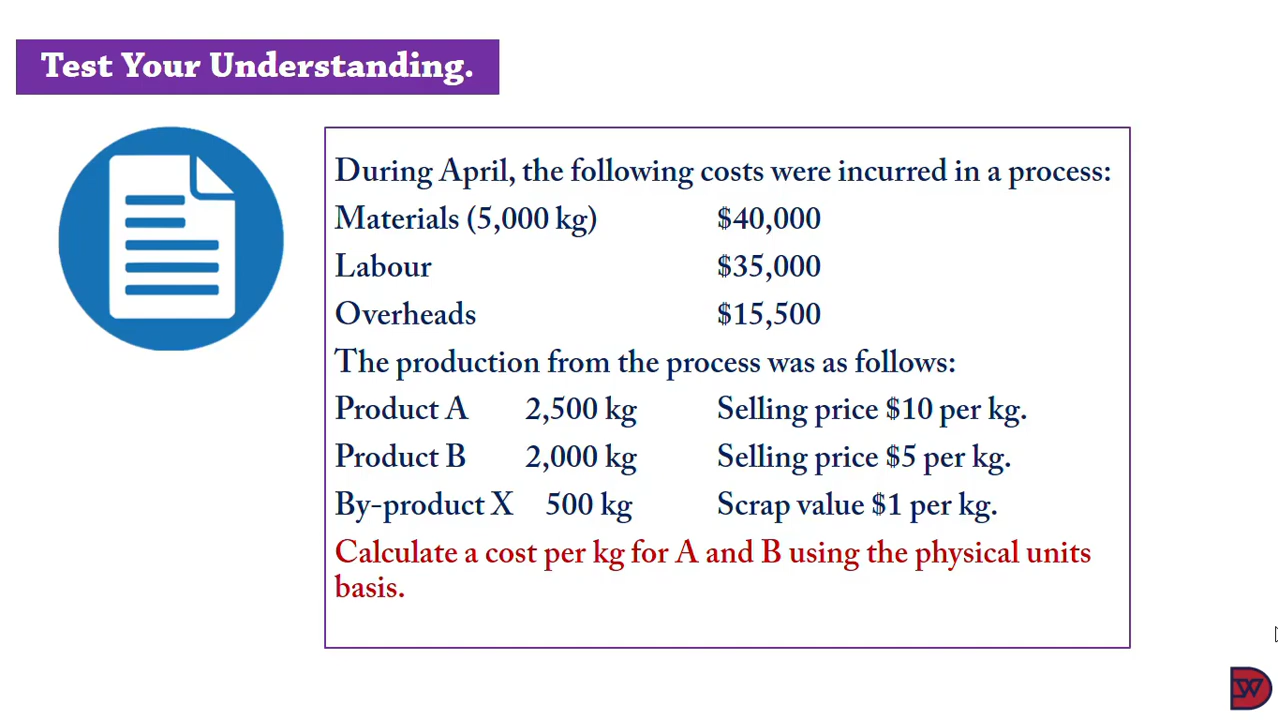 Test Your Understanding.
During April, the following costs were incurred in a process:
Materials (5,000 kg) $40,000
Labour $35,000
Overheads $15,500
The production from the process was as follows:
Product A 2,500 kg Selling price $10 per kg.
Product B 2,000 kg Selling price $5 per kg.
By-product X 500 kg Scrap value $1 per kg.
Calculate a cost per kg for A and B using the physical units
basis.
DW